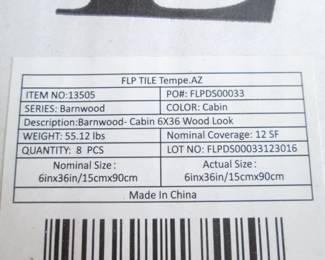 FLP TILE Tempe.AZ
ITEM NO:13505 PO#: FLPDS00033
SERIES: Barnwood COLOR: Cabin
Description:Barnwood- Cabin 6X36 Wood Look
WEIGHT: 55.12 lbs Nominal Coverage: 12 SF
QUANTITY: 8 PCS LOT NO: FLPDS00033123016
Nominal Size: Actual Size:
6inx36in/15cmx90cm 6inx36in/15cmx90cm
Made In China